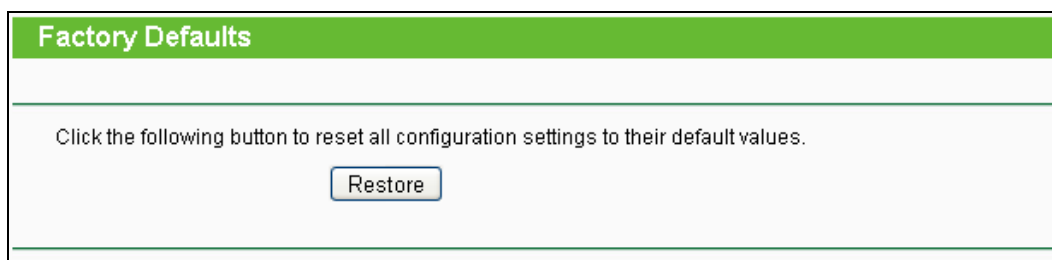 Factory Defaults
Click the following button to reset all configuration settings to their default values.
Restore